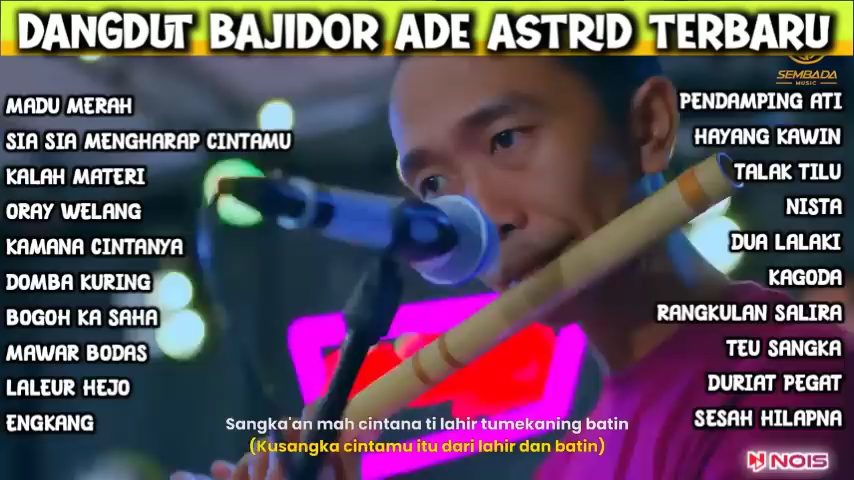 DANGDUT BAJIDOR ADE ASTRID TERBARU
SEMBADA
MUSIC
MADU MERAH
SIA SIA MENGHARAP CINTAMU
KALAH MATERI
ORAY WELANG
KAMANA CINTANYA
DOMBA KURING
BOGOH KA SAHA
MAWAR BODAS
LALEUR HEJO
ENGKANG
PENDAMPING ATI
HAYANG KAWIN
TALAK TILU
NISTA
DUA LALAKI
KAGODA
RANGKULAN SALIRA
TEU SANGKA
DURIAT PEGAT
SESAH HILAPNA
Sangka'an mah cintana ti lahir tumekaning batin
(Kusangka cintamu itu dari lahir dan batin)
NOIS